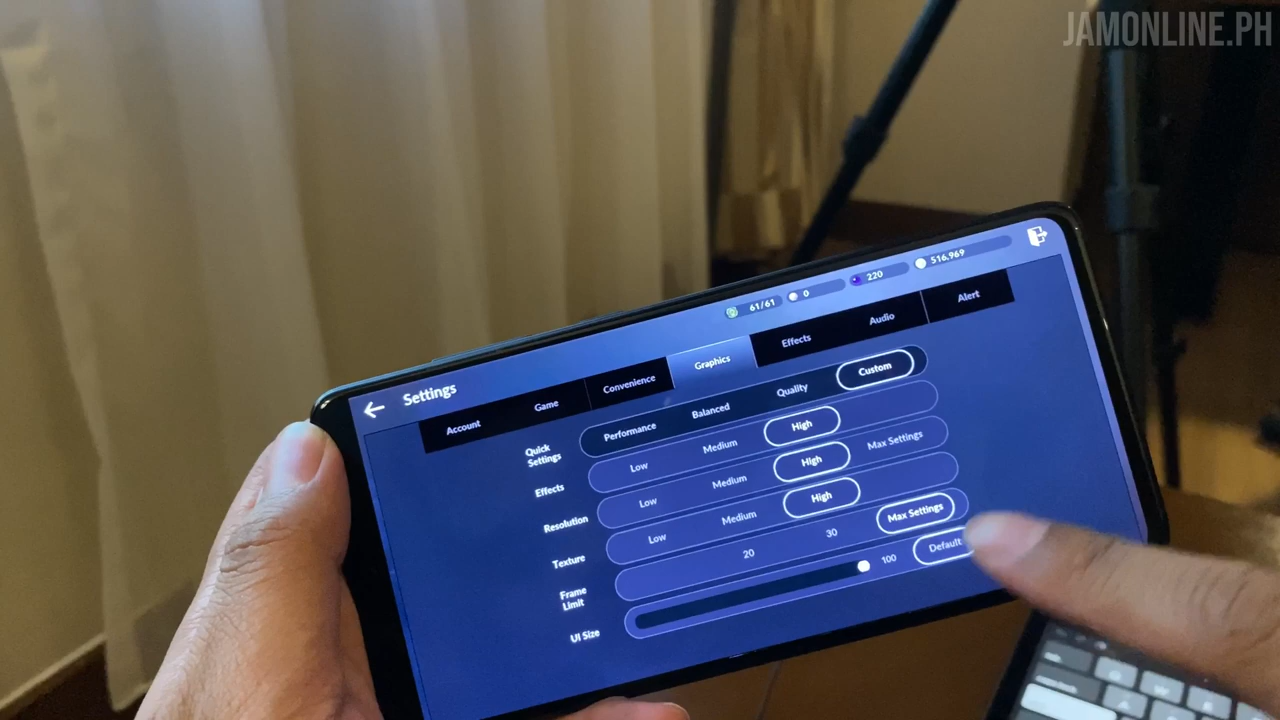 JAMONLINE.PH
Settings
61/61 0 220 516.969
Account Game Convenience Graphics Effects Audio Alert
Quick Settings Performance Balanced Quality Custom
Effects Low Medium High
Resolution Low Medium High Max Settings
Texture Low Medium High
Frame Limit 20 30 Max Settings
UI Size 100 Default